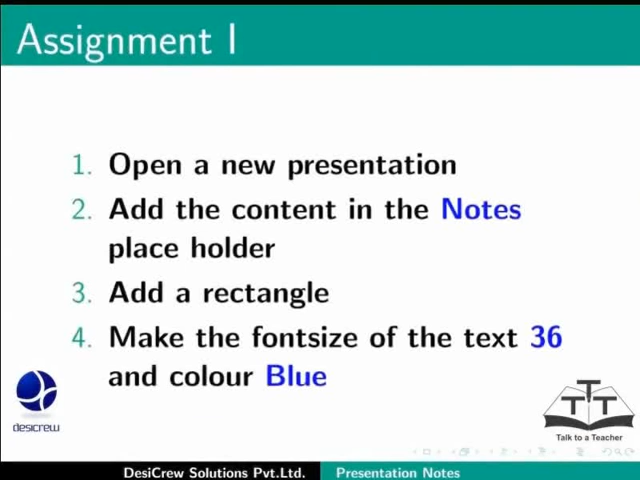 Assignment I
1. Open a new presentation
2. Add the content in the Notes
place holder
3. Add a rectangle
4. Make the fontsize of the text 36
and colour Blue
desicrew
TTT
Talk to a Teacher
DesiCrew Solutions Pvt.Ltd. Presentation Notes